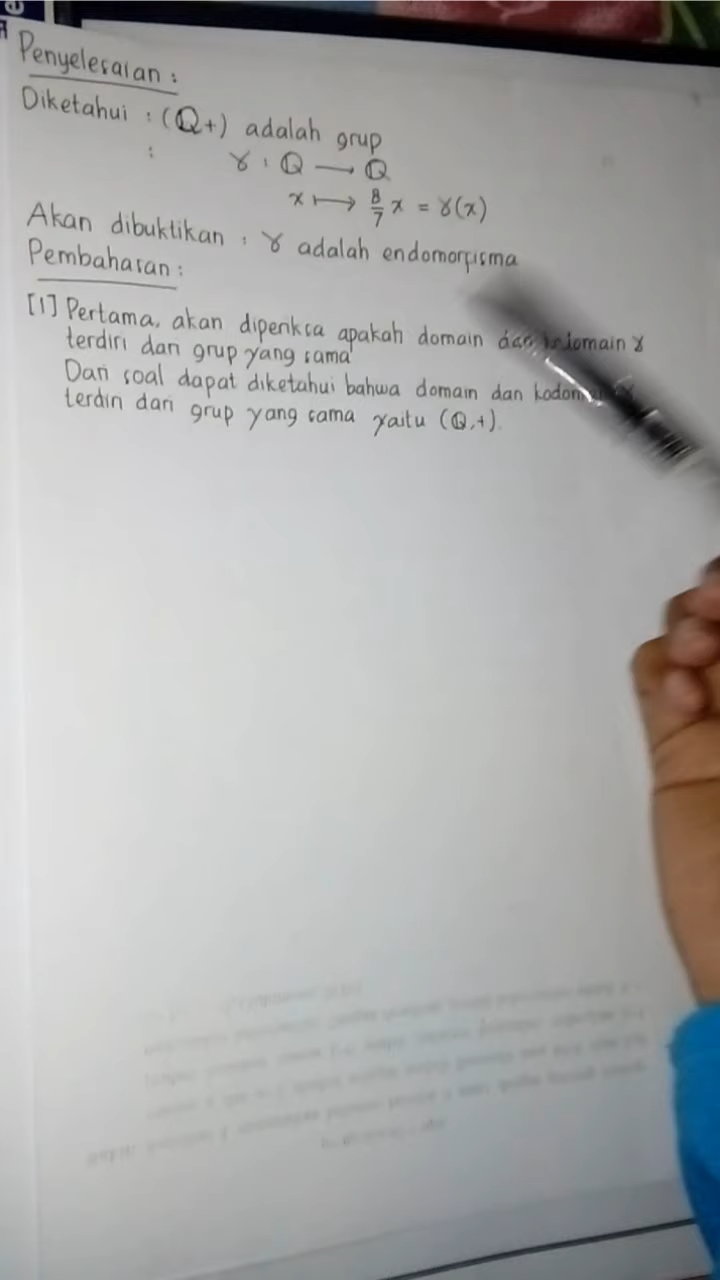 Penyelesaian :
Diketahui : (Q+) adalah grup
: γ : Q → Q
x ↦ 8/7 x = γ(x)
Akan dibuktikan : γ adalah endomorfisma
Pembahasan :
[1] Pertama, akan diperiksa apakah domain dan kodomain γ
terdiri dari grup yang sama
Dari soal dapat diketahui bahwa domain dan
terdiri dari grup yang sama yaitu (Q,+).